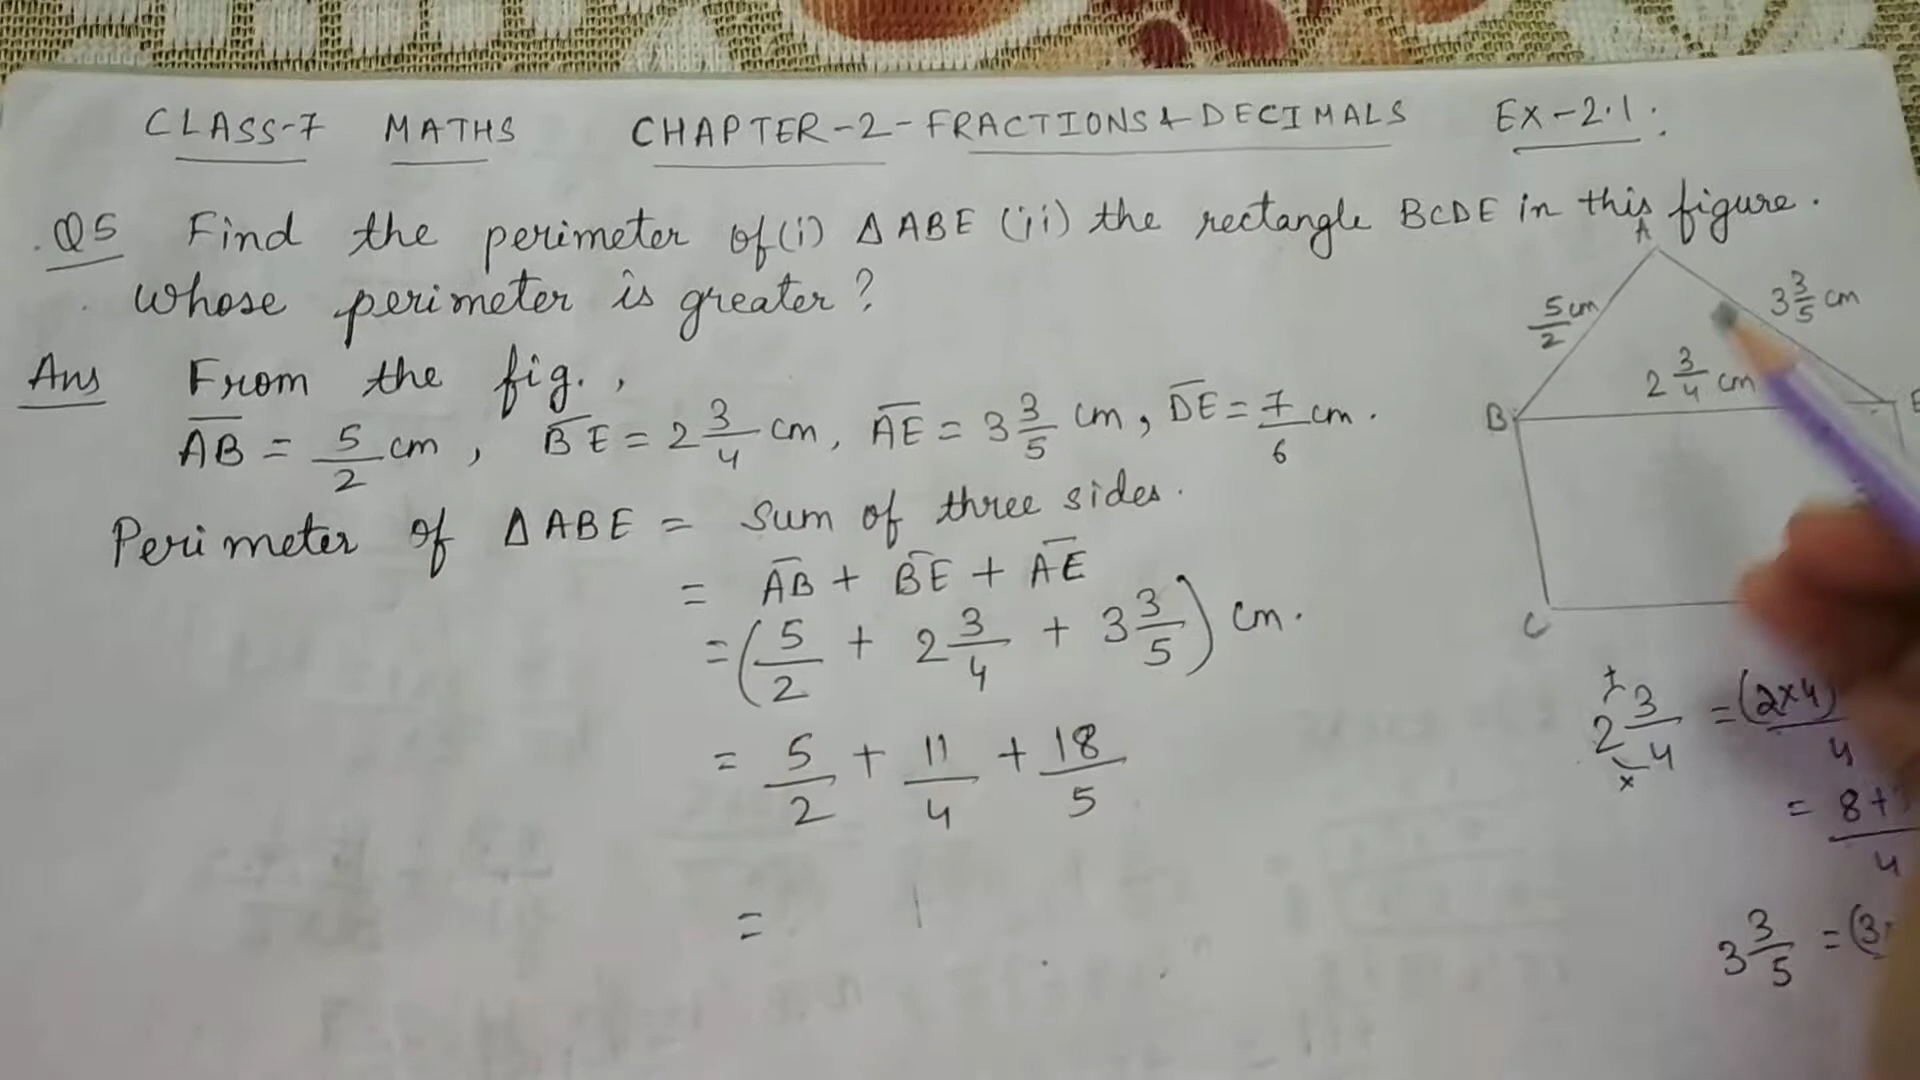 CLASS-7 MATHS CHAPTER-2-FRACTIONS & DECIMALS EX-2.1:
Q5 Find the perimeter of (i) △ABE (ii) the rectangle BCDE in this figure.
Whose perimeter is greater?
Ans From the fig.,
AB = 5/2 cm, BE = 2 3/4 cm, AE = 3 3/5 cm, DE = 7/6 cm.
Perimeter of △ABE = Sum of three sides.
= AB + BE + AE
= (5/2 + 2 3/4 + 3 3/5) cm.
= 5/2 + 11/4 + 18/5
=
A
5/2 cm
3 3/5 cm
2 3/4 cm
B
E
C
+
2 3/4 = (2×4)
4
×
= 8+
4
3 3/5 = (3